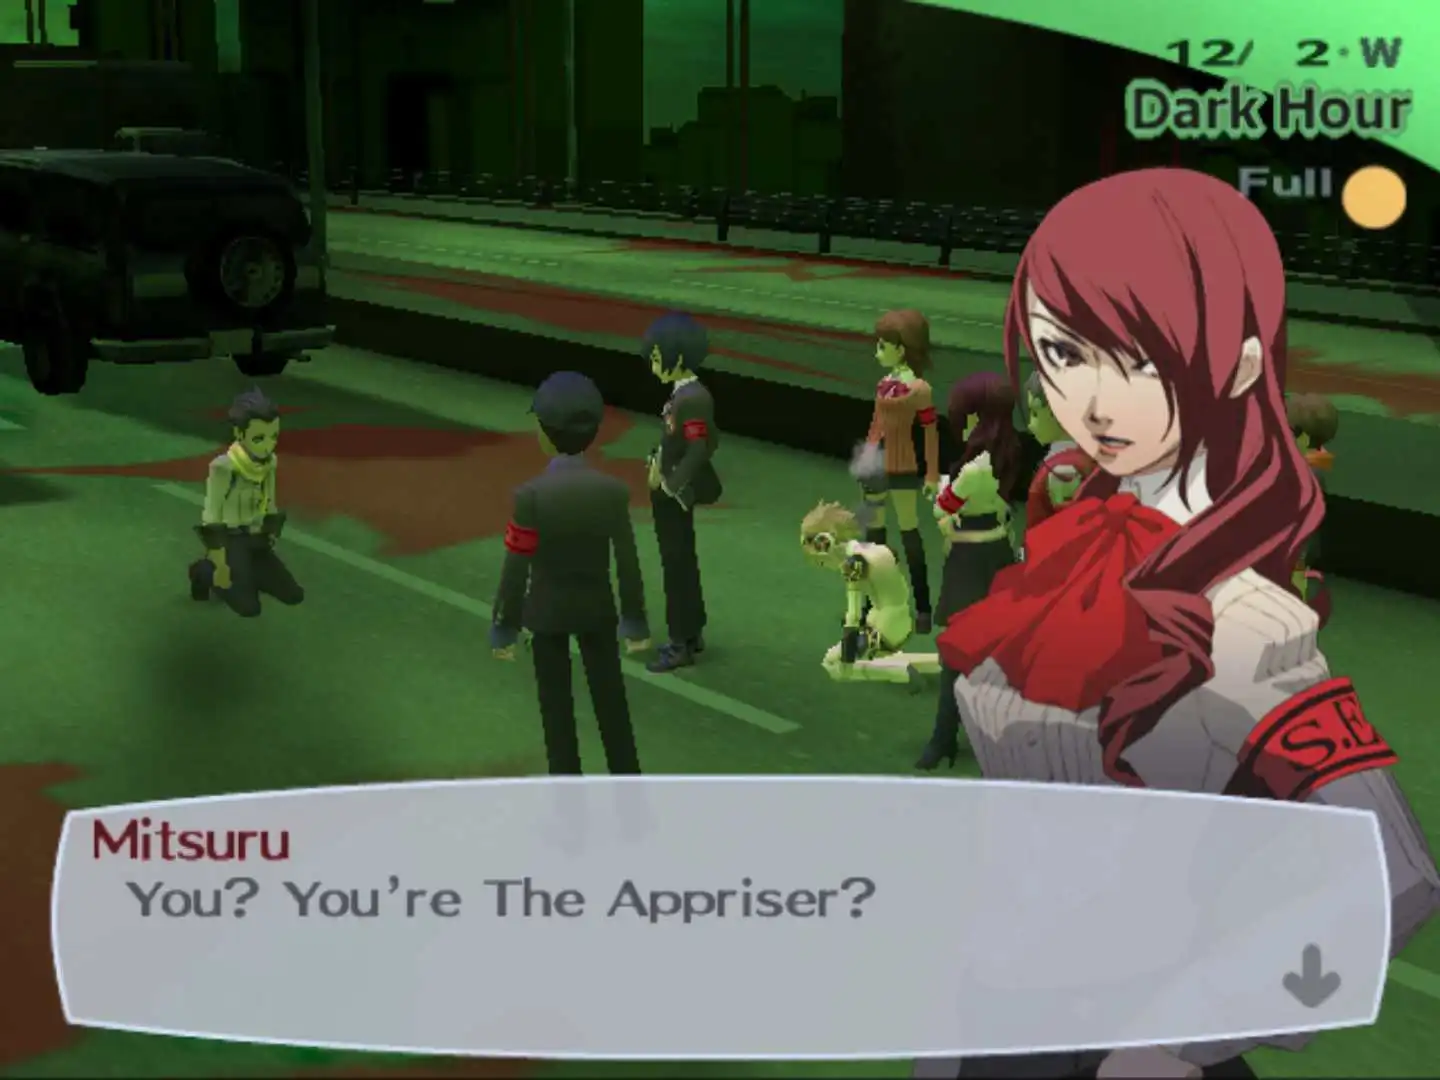 12/ 2・W
Dark Hour
Full
S.E
Mitsuru
You? You're The Appriser?